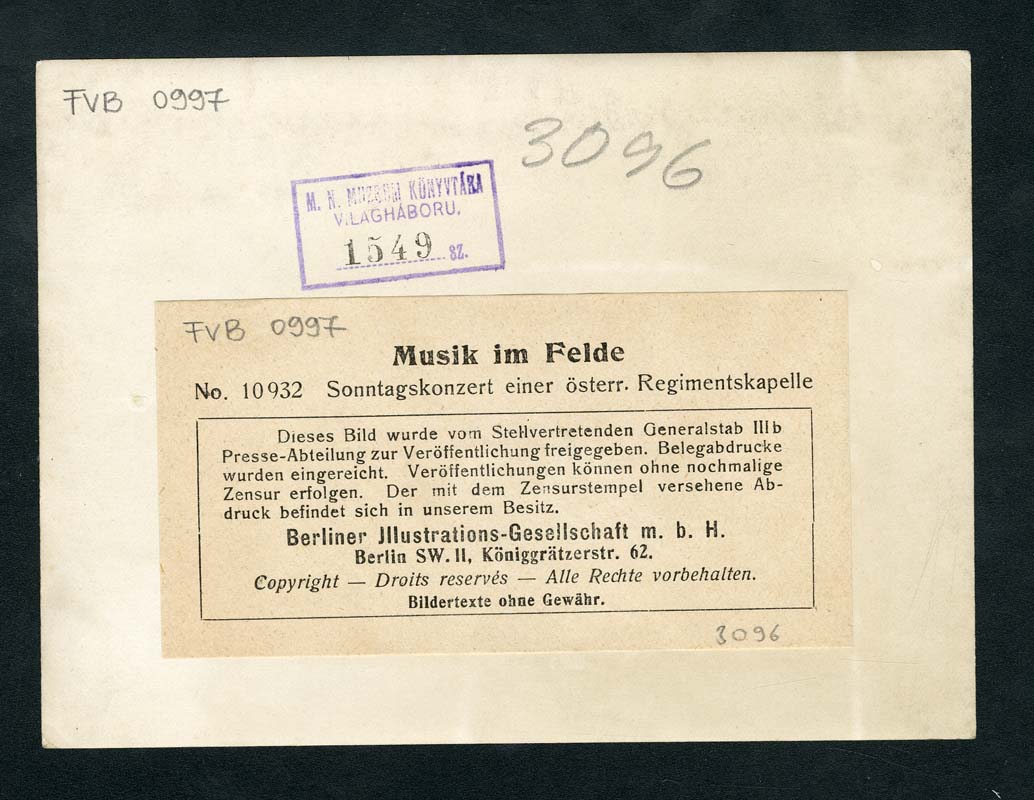 FVB 0997
3096
M. N. MUZEUM KÖNYVTÁRA
VILÁGHÁBORU.
1549 SZ.
FVB 0997
Musik im Felde
No. 10932 Sonntagskonzert einer österr. Regimentskapelle
Dieses Bild wurde vom Stellvertretenden Generalstab IIIb
Presse-Abteilung zur Veröffentlichung freigegeben. Belegabdrucke
wurden eingereicht. Veröffentlichungen können ohne nochmalige
Zensur erfolgen. Der mit dem Zensurstempel versehene Ab-
druck befindet sich in unserem Besitz.
Berliner Jllustrations-Gesellschaft m. b. H.
Berlin SW. 11, Königgrätzerstr. 62.
Copyright — Droits reservés — Alle Rechte vorbehalten.
Bildertexte ohne Gewähr.
3096